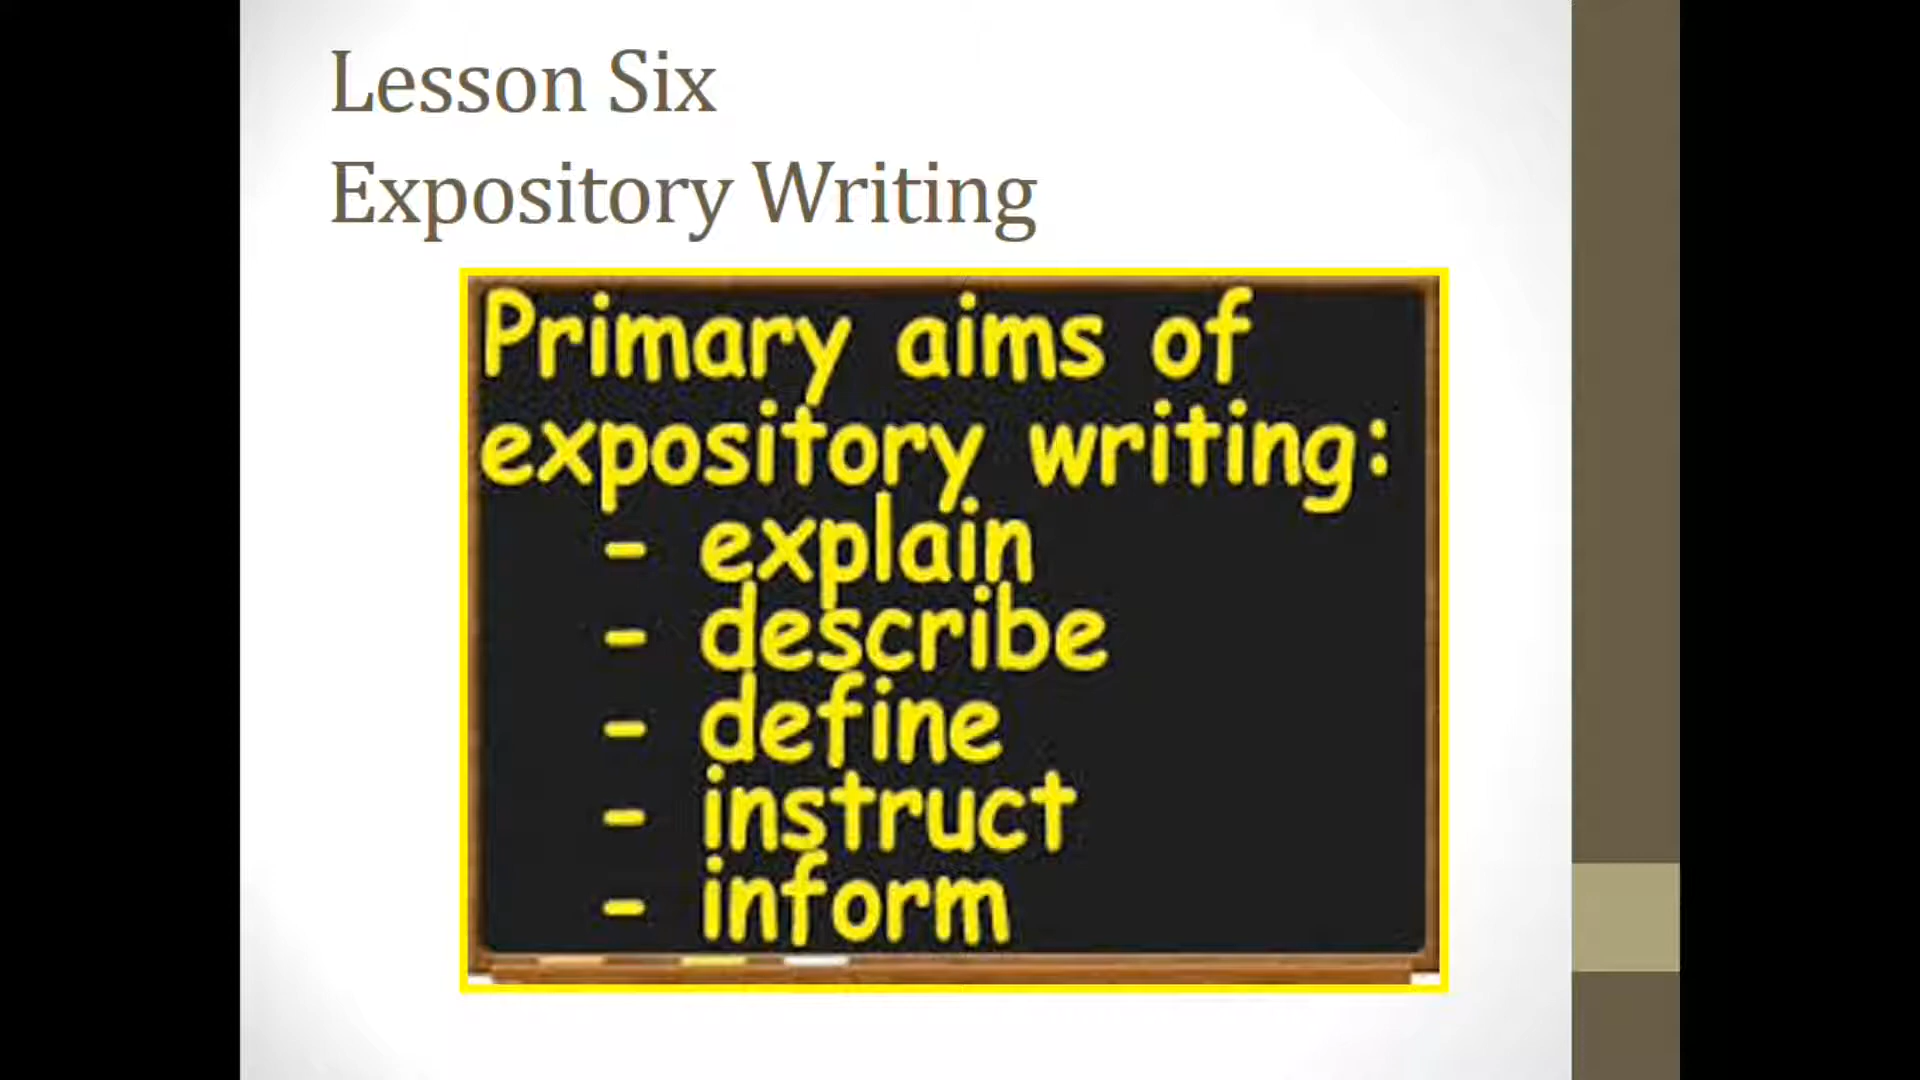 Lesson Six
Expository Writing
Primary aims of
expository writing:
- explain
- describe
- define
- instruct
- inform